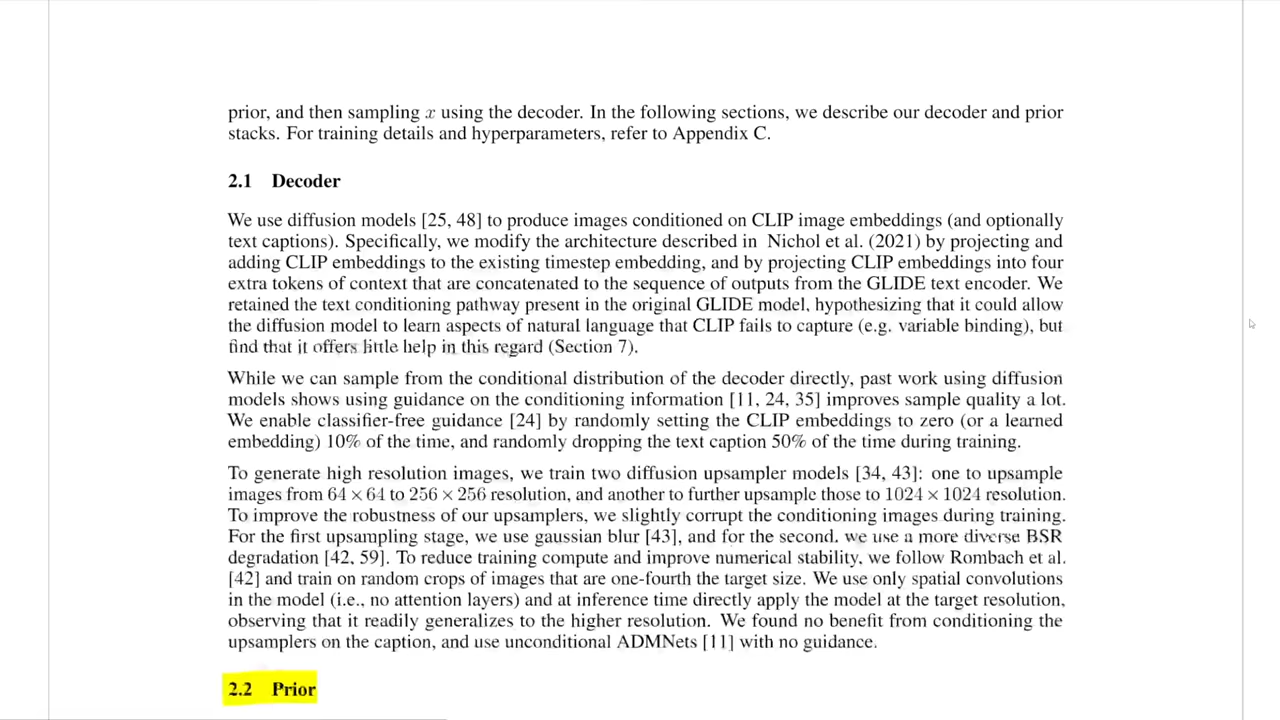 prior, and then sampling x using the decoder. In the following sections, we describe our decoder and prior
stacks. For training details and hyperparameters, refer to Appendix C.
2.1 Decoder
We use diffusion models [25, 48] to produce images conditioned on CLIP image embeddings (and optionally
text captions). Specifically, we modify the architecture described in Nichol et al. (2021) by projecting and
adding CLIP embeddings to the existing timestep embedding, and by projecting CLIP embeddings into four
extra tokens of context that are concatenated to the sequence of outputs from the GLIDE text encoder. We
retained the text conditioning pathway present in the original GLIDE model, hypothesizing that it could allow
the diffusion model to learn aspects of natural language that CLIP fails to capture (e.g. variable binding), but
find that it offers little help in this regard (Section 7).
While we can sample from the conditional distribution of the decoder directly, past work using diffusion
models shows using guidance on the conditioning information [11, 24, 35] improves sample quality a lot.
We enable classifier-free guidance [24] by randomly setting the CLIP embeddings to zero (or a learned
embedding) 10% of the time, and randomly dropping the text caption 50% of the time during training.
To generate high resolution images, we train two diffusion upsampler models [34, 43]: one to upsample
images from 64 × 64 to 256 × 256 resolution, and another to further upsample those to 1024 × 1024 resolution.
To improve the robustness of our upsamplers, we slightly corrupt the conditioning images during training.
For the first upsampling stage, we use gaussian blur [43], and for the second, we use a more diverse BSR
degradation [42, 59]. To reduce training compute and improve numerical stability, we follow Rombach et al.
[42] and train on random crops of images that are one-fourth the target size. We use only spatial convolutions
in the model (i.e., no attention layers) and at inference time directly apply the model at the target resolution,
observing that it readily generalizes to the higher resolution. We found no benefit from conditioning the
upsamplers on the caption, and use unconditional ADMNets [11] with no guidance.
2.2 Prior